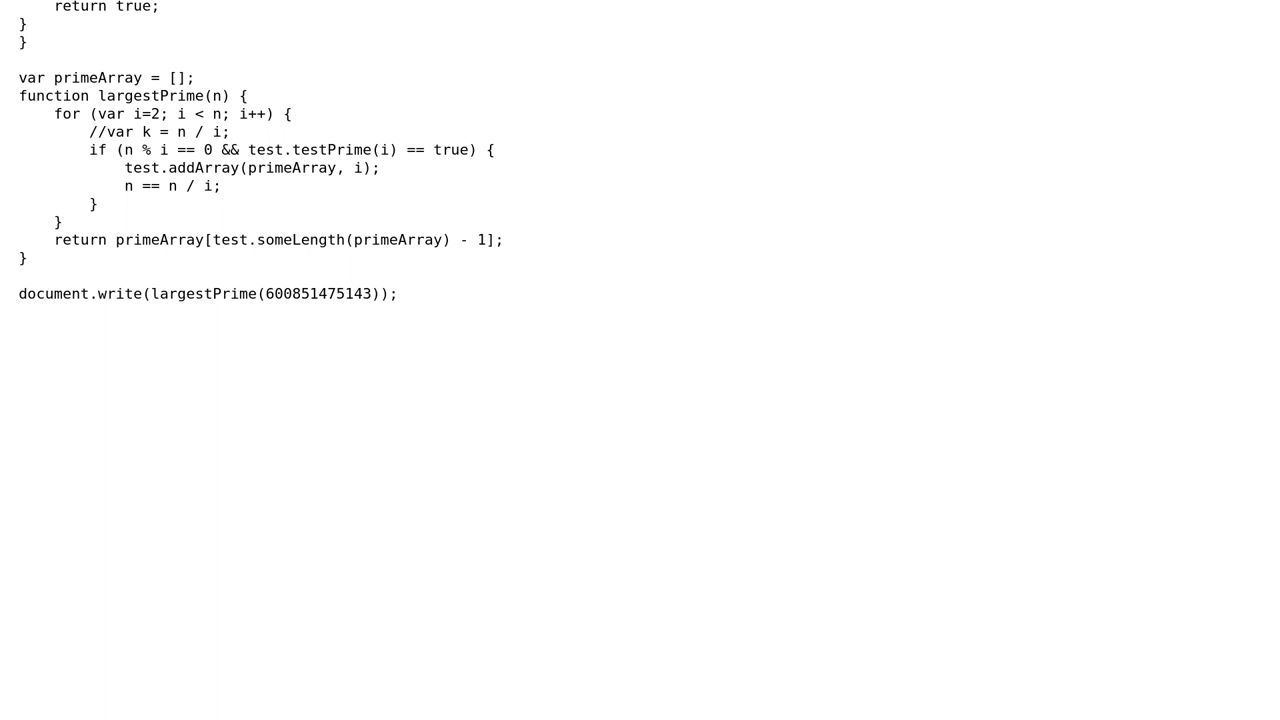 return true;
}
}

var primeArray = [];
function largestPrime(n) {
    for (var i=2; i < n; i++) {
        //var k = n / i;
        if (n % i == 0 && test.testPrime(i) == true) {
            test.addArray(primeArray, i);
            n == n / i;
        }
    }
    return primeArray[test.someLength(primeArray) - 1];
}

document.write(largestPrime(600851475143));